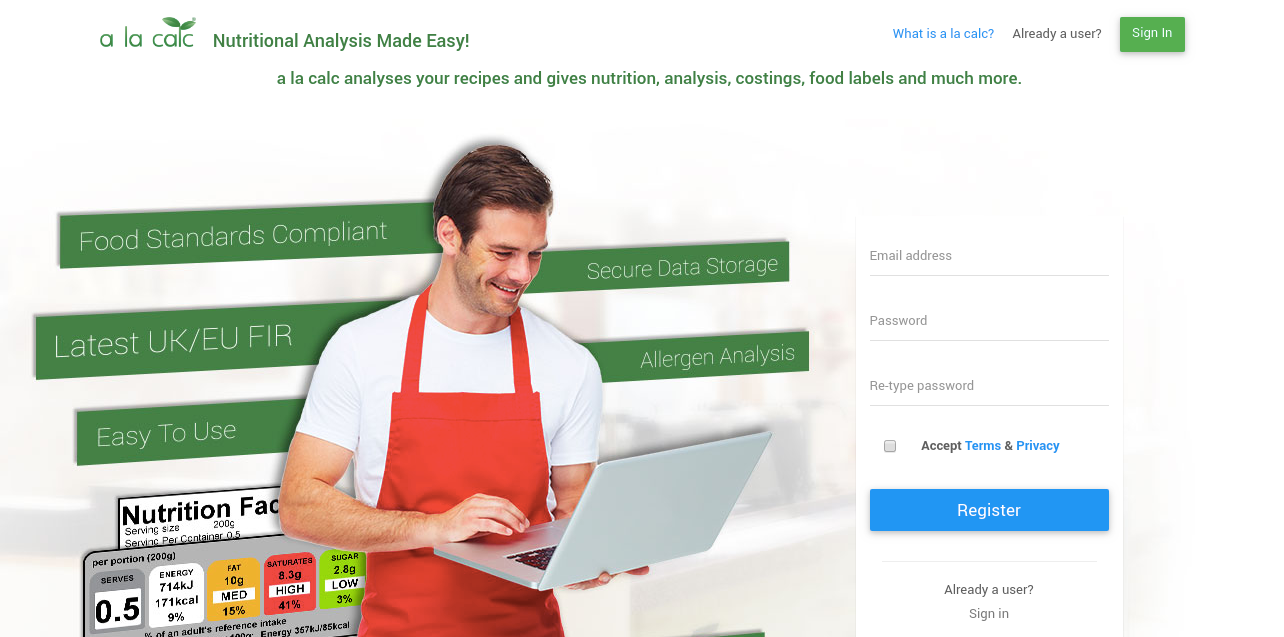 a la calc
Nutritional Analysis Made Easy!
What is a la calc?
Already a user?
Sign In
a la calc analyses your recipes and gives nutrition, analysis, costings, food labels and much more.
Food Standards Compliant
Secure Data Storage
Latest UK/EU FIR
Allergen Analysis
Easy To Use
Nutrition Fac
Serving size 200g
Serving Per Container 0.5
per portion (200g)
SERVES
0.5
ENERGY
714kJ
171kcal
9%
FAT
10g
MED
15%
SATURATES
8.3g
HIGH
41%
SUGAR
2.8g
LOW
3%
% of an adult's reference intake
100g: Energy 357kJ/85kcal
Email address
Password
Re-type password
Accept Terms & Privacy
Register
Already a user?
Sign in